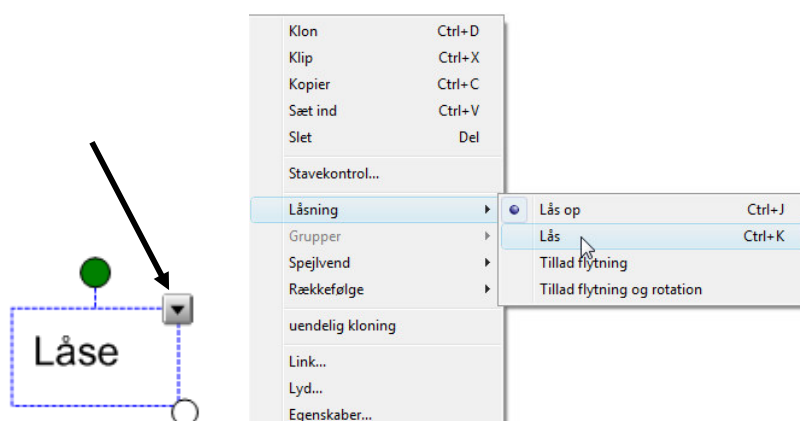 Låse
Klon Ctrl+D
Klip Ctrl+X
Kopier Ctrl+C
Sæt ind Ctrl+V
Slet Del
Stavekontrol...
Låsning
Grupper
Spejlvend
Rækkefølge
uendelig kloning
Link...
Lyd...
Egenskaber...
Lås op Ctrl+J
Lås Ctrl+K
Tillad flytning
Tillad flytning og rotation